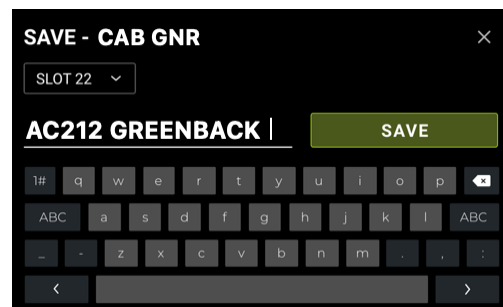 SAVE - CAB GNR ×
SLOT 22
AC212 GREENBACK
SAVE
1# q w e r t y u i o p
ABC a s d f g h j k l ABC
_ - z x c v b n m . , :
< >